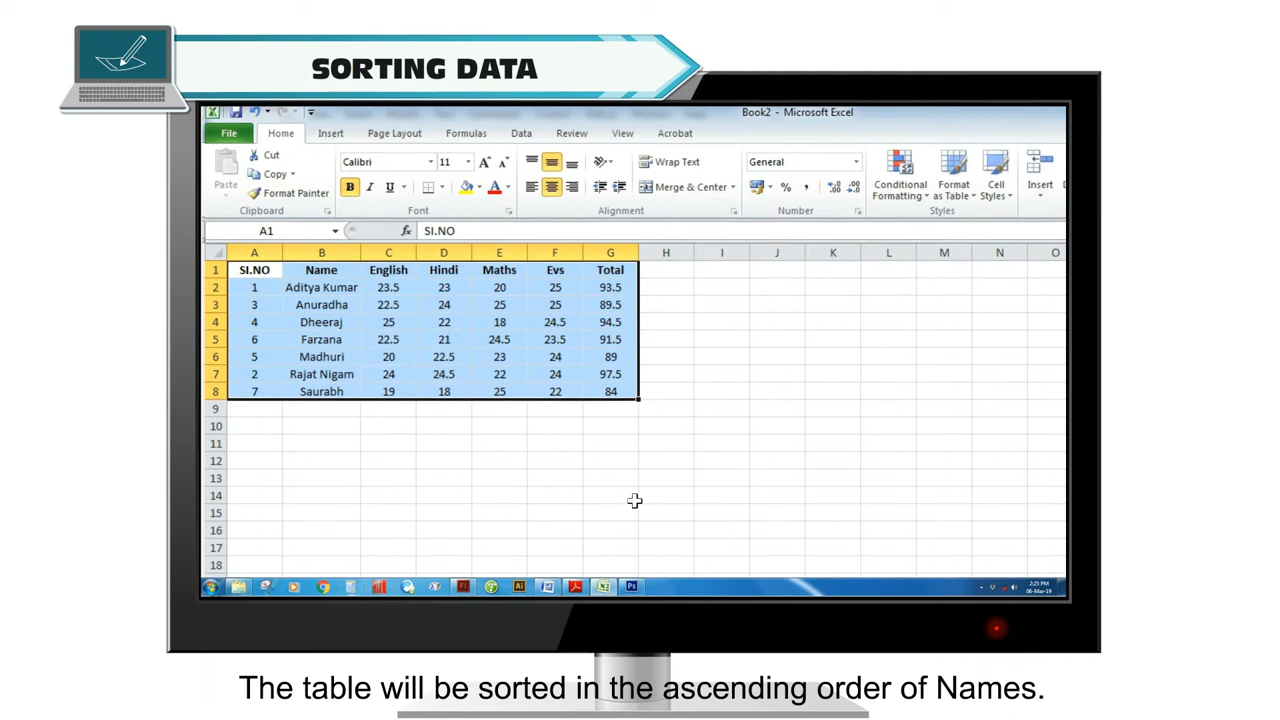 SORTING DATA
Book2 - Microsoft Excel
File Home Insert Page Layout Formulas Data Review View Acrobat
Cut
Copy
Format Painter
Paste
Clipboard
Calibri 11
B I U A
Font
Wrap Text
Merge & Center
Alignment
General
% ,
Number
Conditional Formatting
Format as Table
Cell Styles
Styles
Insert
A1 fx SI.NO
A B C D E F G H I J K L M N O
1 SI.NO Name English Hindi Maths Evs Total
2 1 Aditya Kumar 23.5 23 20 25 93.5
3 3 Anuradha 22.5 24 25 25 89.5
4 4 Dheeraj 25 22 18 24.5 94.5
5 6 Farzana 22.5 21 24.5 23.5 91.5
6 5 Madhuri 20 22.5 23 24 89
7 2 Rajat Nigam 24 24.5 22 24 97.5
8 7 Saurabh 19 18 25 22 84
9
10
11
12
13
14
15
16
17
18
2:25 PM
06-Mar-19
The table will be sorted in the ascending order of Names.